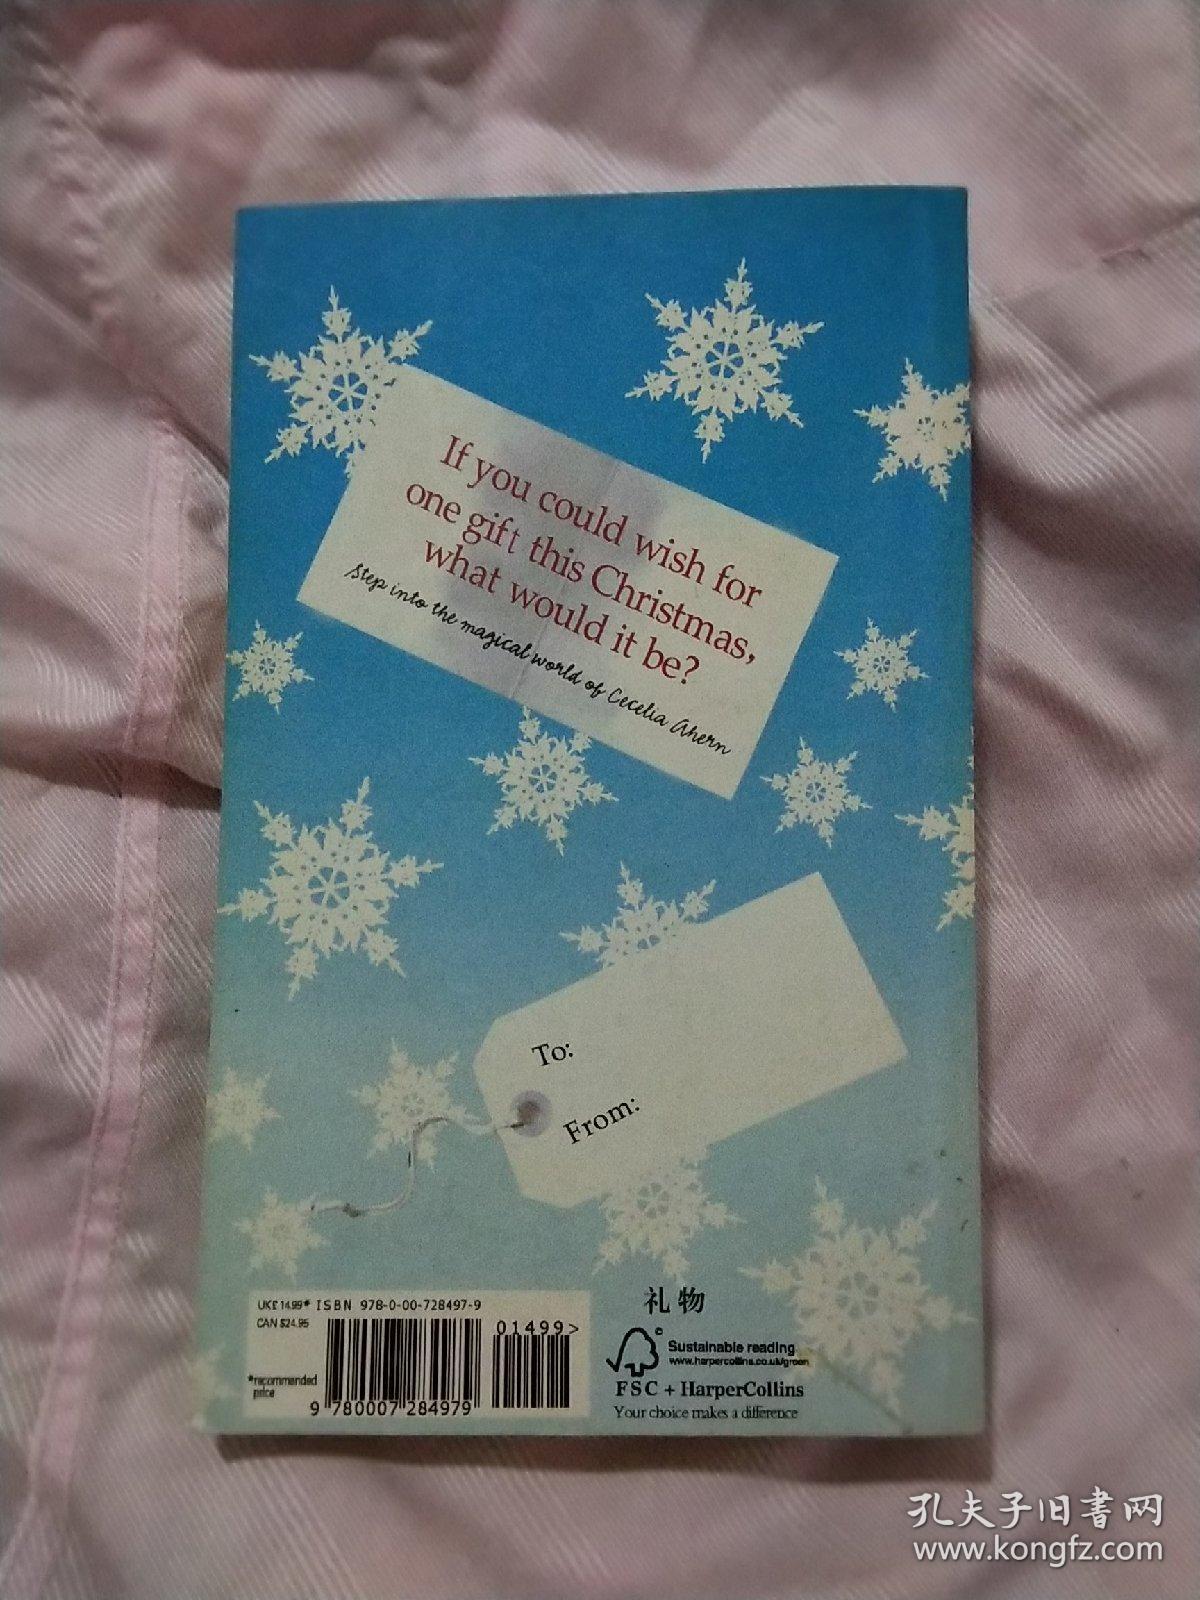 If you could wish for
one gift this Christmas,
what would it be?
Step into the magical world of Cecelia Ahern
To:
From:
UK£ 14.99* ISBN 978-0-00-728497-9
CAN $24.95
01499>
*recommended
price
9 780007 284979
礼物
Sustainable reading
www.harpercollins.co.uk/green
FSC + HarperCollins
Your choice makes a difference
孔夫子旧书网
www.kongfz.com